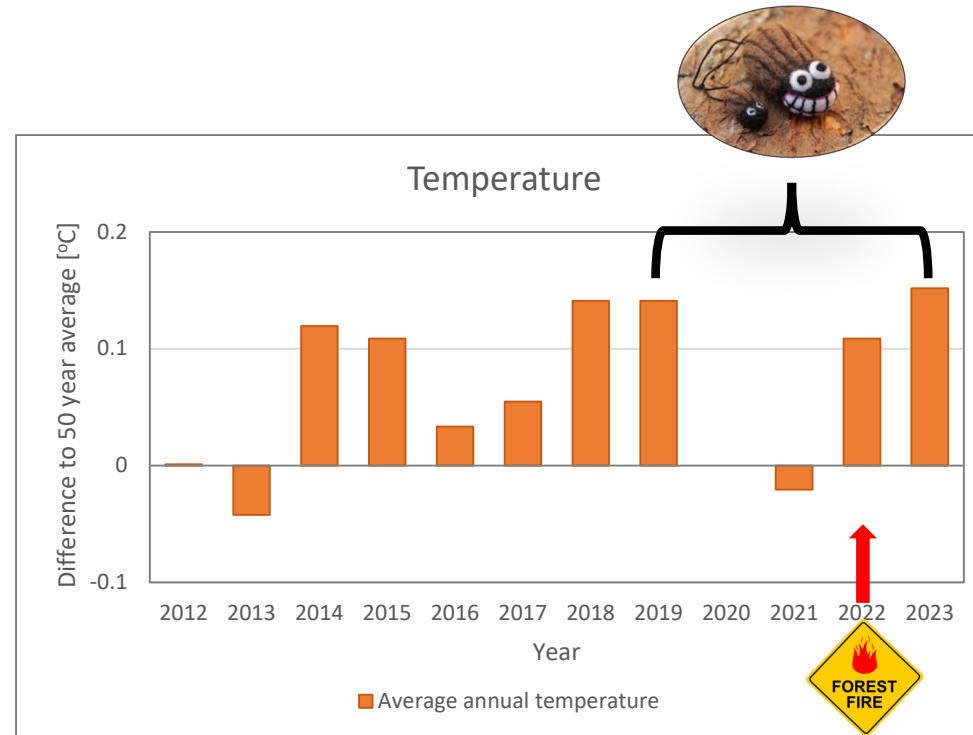 Temperature
Difference to 50 year average [ºC]
0.2
0.1
0
-0.1
2012 2013 2014 2015 2016 2017 2018 2019 2020 2021 2022 2023
Year
Average annual temperature
FOREST
FIRE